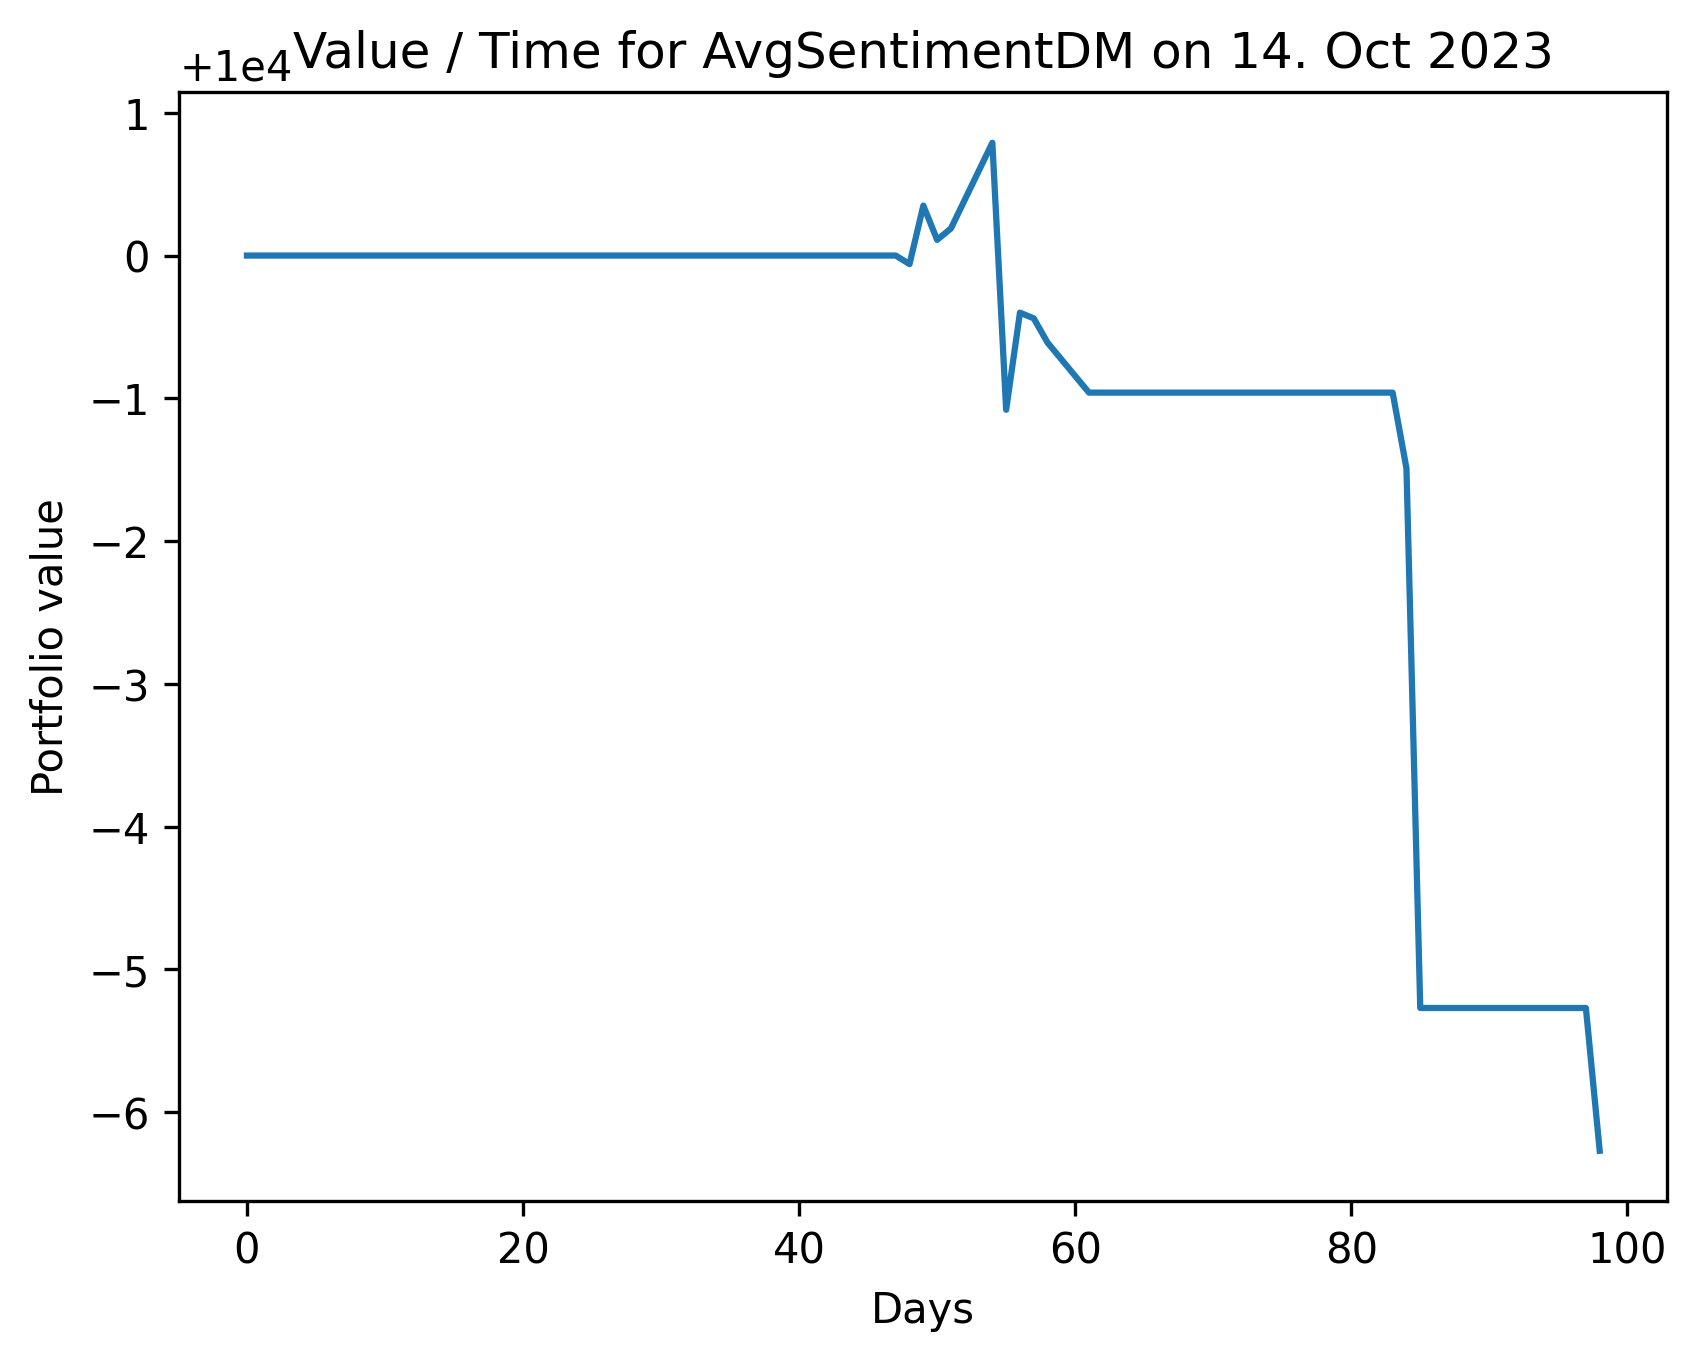 Value / Time for AvgSentimentDM on 14. Oct 2023
+1e4
1
0
−1
−2
−3
−4
−5
−6
Portfolio value
0 20 40 60 80 100
Days